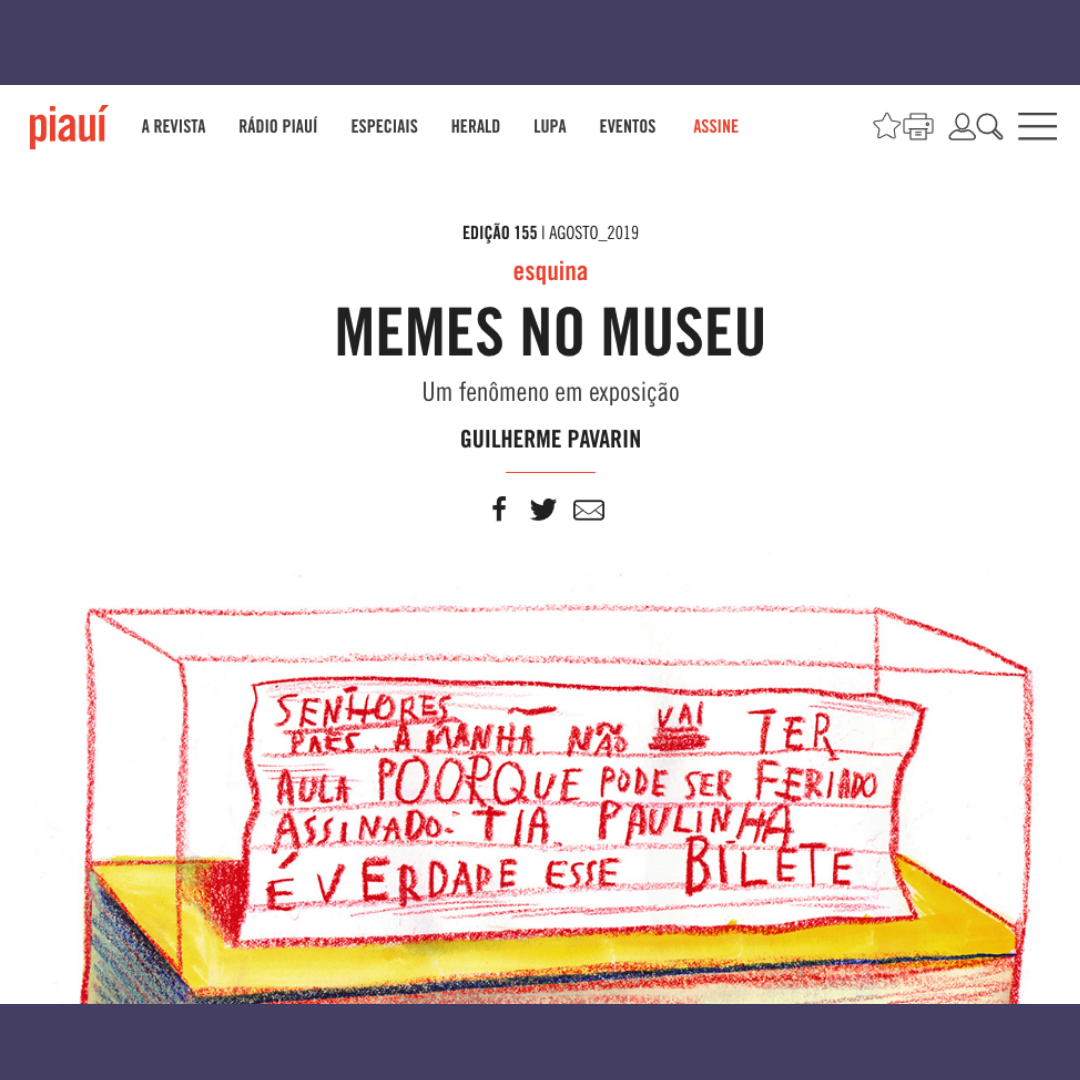 piauí A REVISTA RÁDIO PIAUÍ ESPECIAIS HERALD LUPA EVENTOS ASSINE
EDIÇÃO 155 | AGOSTO_2019
esquina
MEMES NO MUSEU
Um fenômeno em exposição
GUILHERME PAVARIN
SENHORES
PAES. AMANHÃ NÃO VAI TER
AULA POORQUE PODE SER FERIADO
ASSINADO: TIA. PAULINHA
É VERDADE ESSE BILETE